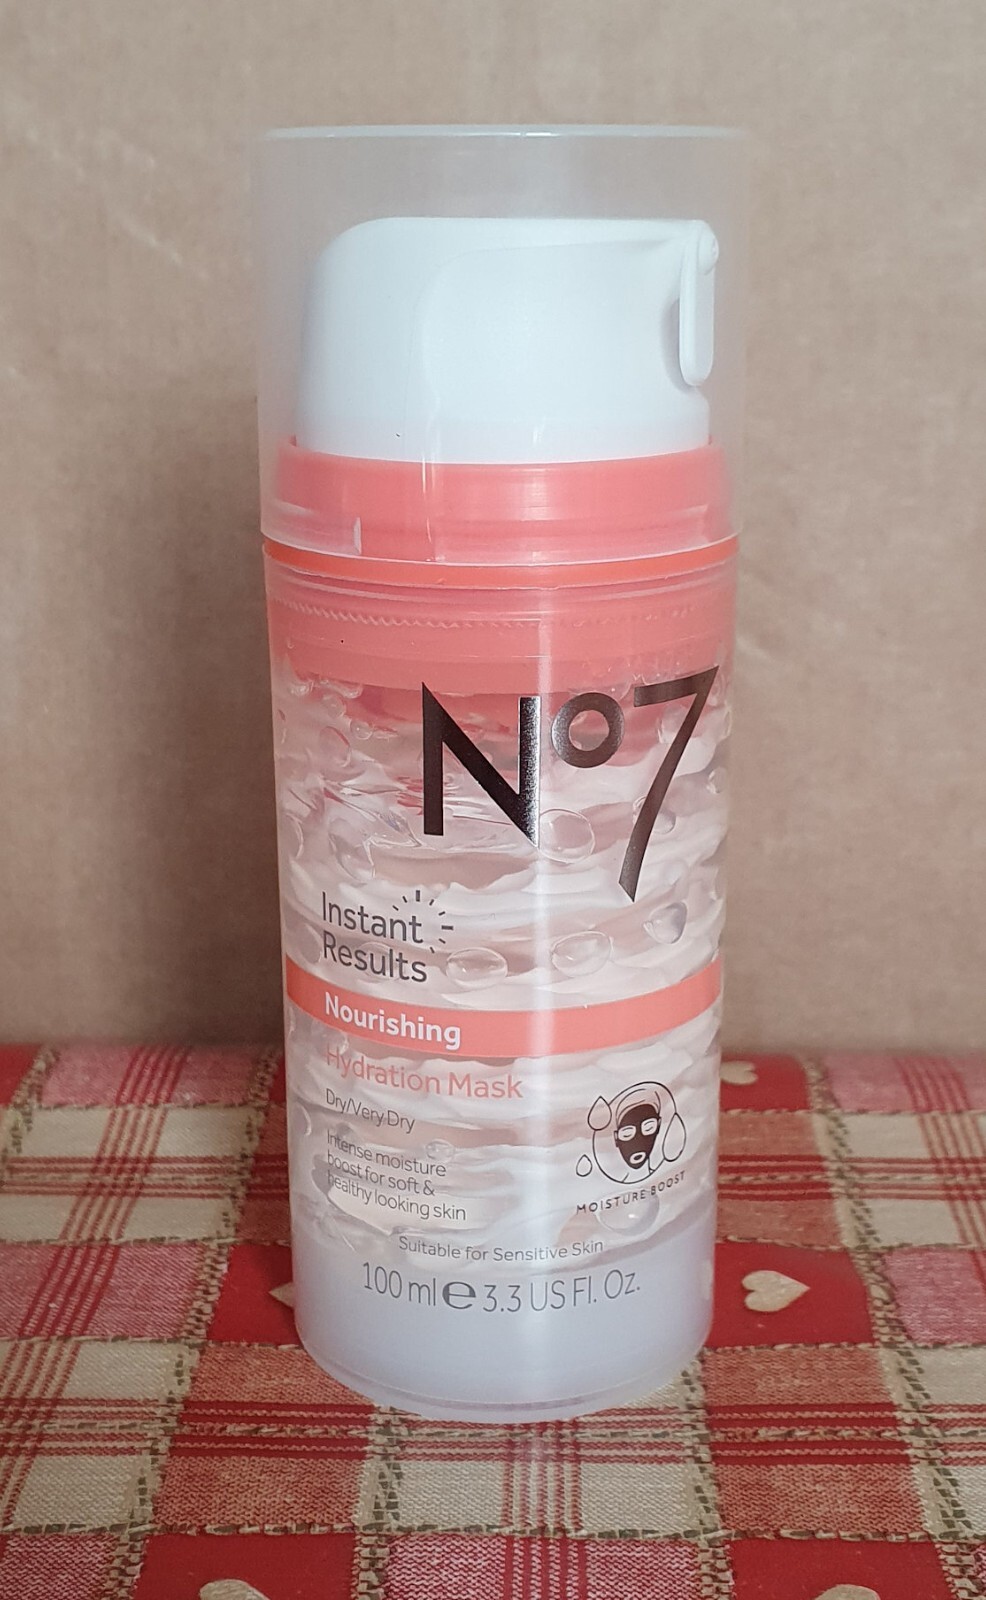 No7
Instant
Results
Nourishing
Hydration Mask
Dry/Very Dry
Intense moisture
boost for soft &
healthy looking skin
MOISTURE BOOST
Suitable for Sensitive Skin
100 ml e 3.3 US Fl. Oz.